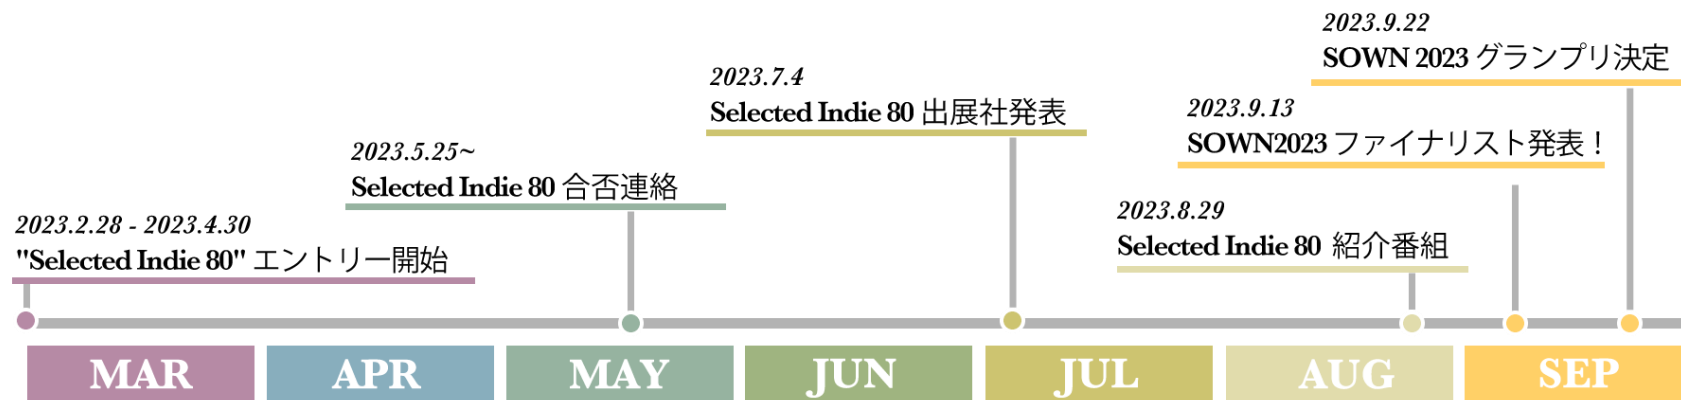 2023.2.28 - 2023.4.30
"Selected Indie 80" エントリー開始
2023.5.25~
Selected Indie 80 合否連絡
2023.7.4
Selected Indie 80 出展社発表
2023.8.29
Selected Indie 80 紹介番組
2023.9.13
SOWN2023 ファイナリスト発表！
2023.9.22
SOWN 2023 グランプリ決定
MAR
APR
MAY
JUN
JUL
AUG
SEP